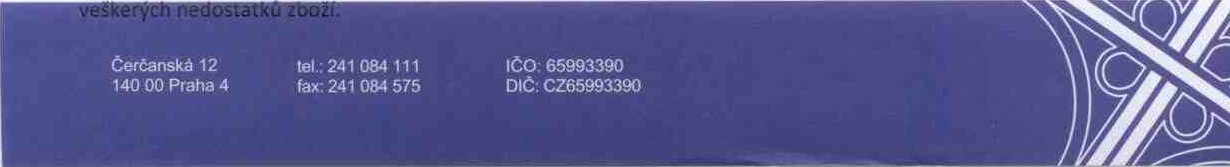 veškerých nedostatků zboží.
Čerčanská 12
140 00 Praha 4
tel.: 241 084 111
fax: 241 084 575
IČO: 65993390
DIČ: CZ65993390